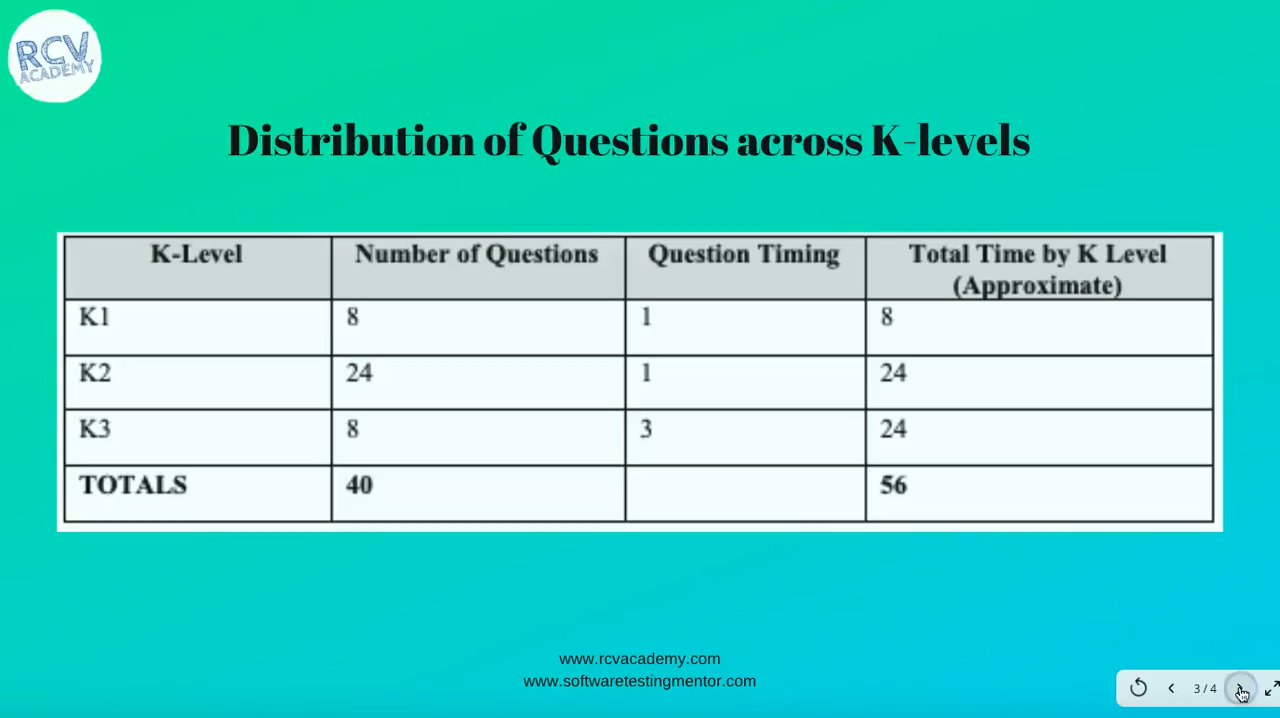 RCV
ACADEMY
Distribution of Questions across K-levels
K-Level Number of Questions Question Timing Total Time by K Level
(Approximate)
K1 8 1 8
K2 24 1 24
K3 8 3 24
TOTALS 40 56
www.rcvacademy.com
www.softwaretestingmentor.com
3 / 4